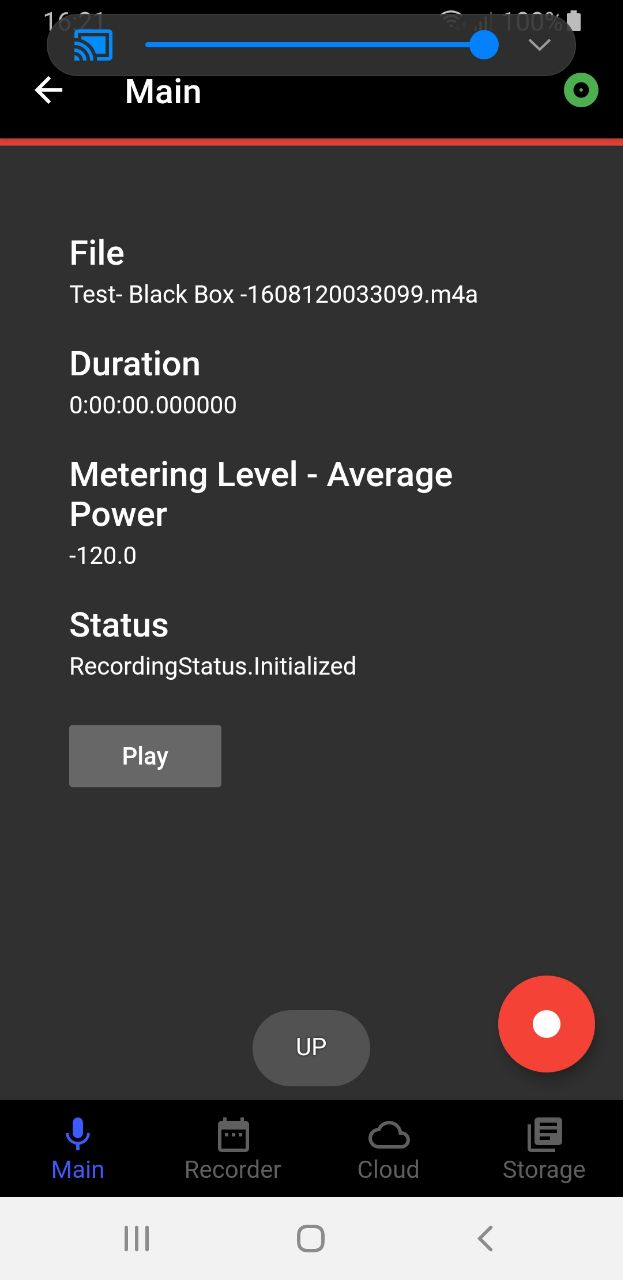 16:21
100%
Main
File
Test- Black Box -1608120033099.m4a
Duration
0:00:00.000000
Metering Level - Average
Power
-120.0
Status
RecordingStatus.Initialized
Play
UP
Main
Recorder
Cloud
Storage